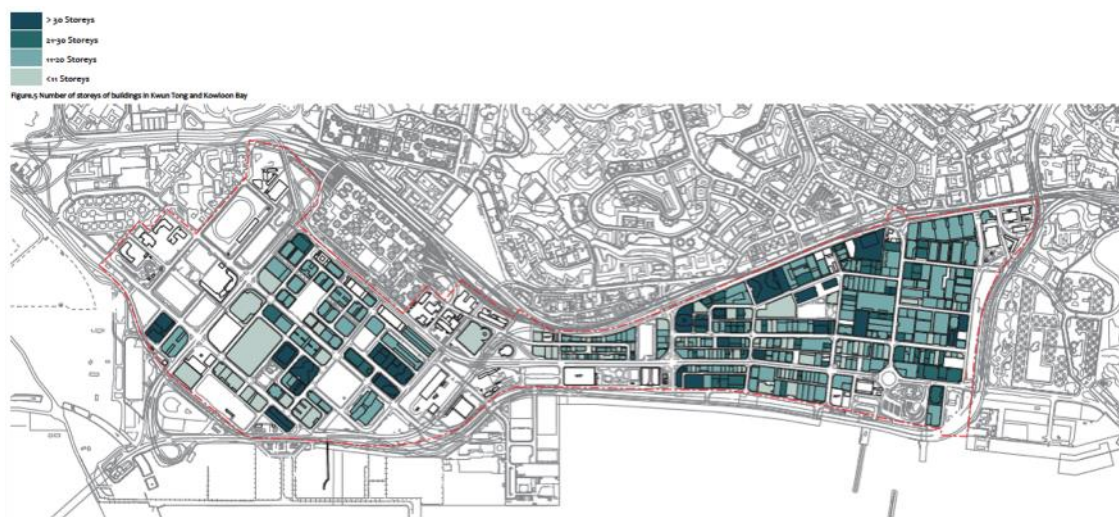 > 30 Storeys
21-30 Storeys
11-20 Storeys
<11 Storeys
Figure.5 Number of storeys of buildings in Kwun Tong and Kowloon Bay